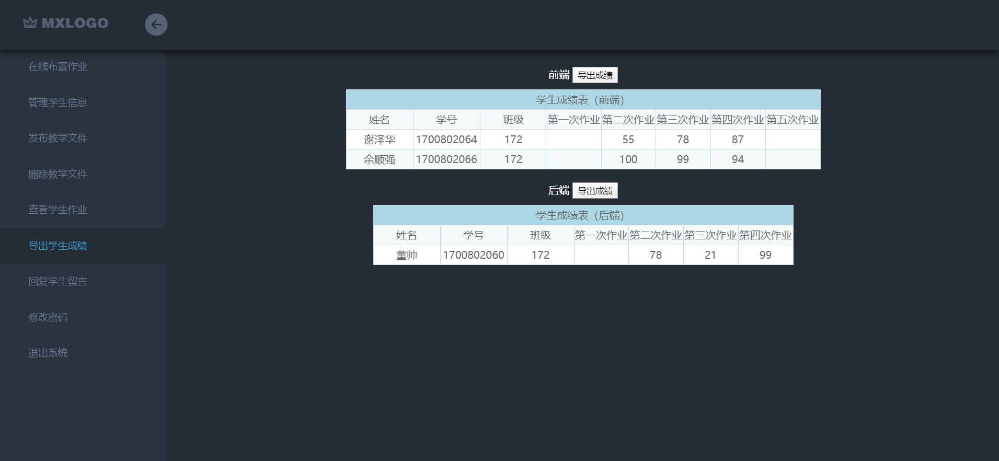 MXLOGO
在线布置作业
管理学生信息
发布教学文件
删除教学文件
查看学生作业
导出学生成绩
回复学生留言
修改密码
退出系统
前端 导出成绩
学生成绩表（前端）
姓名 学号 班级 第一次作业 第二次作业 第三次作业 第四次作业 第五次作业
谢泽华 1700802064 172 55 78 87
余顺强 1700802066 172 100 99 94
后端 导出成绩
学生成绩表（后端）
姓名 学号 班级 第一次作业 第二次作业 第三次作业 第四次作业
董帅 1700802060 172 78 21 99